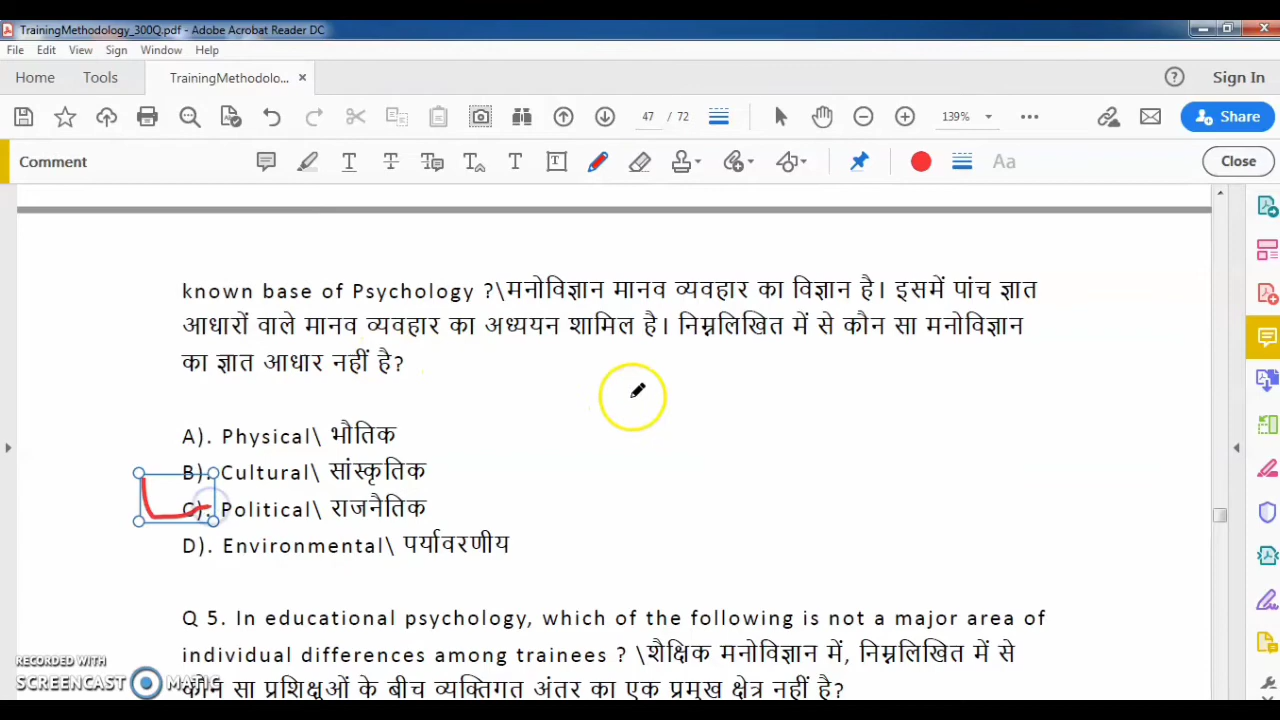 TrainingMethodology_300Q.pdf - Adobe Acrobat Reader DC
File Edit View Sign Window Help
Home Tools TrainingMethodolo... × Sign In
47 / 72 139% Share
Comment Aa Close
known base of Psychology ?\मनोविज्ञान मानव व्यवहार का विज्ञान है। इसमें पांच ज्ञात
आधारों वाले मानव व्यवहार का अध्ययन शामिल है। निम्नलिखित में से कौन सा मनोविज्ञान
का ज्ञात आधार नहीं है?
A). Physical\ भौतिक
B). Cultural\ सांस्कृतिक
C). Political\ राजनैतिक
D). Environmental\ पर्यावरणीय
Q 5. In educational psychology, which of the following is not a major area of
individual differences among trainees ? \शैक्षिक मनोविज्ञान में, निम्नलिखित में से
कौन सा प्रशिक्षुओं के बीच व्यक्तिगत अंतर का एक प्रमुख क्षेत्र नहीं है?
RECORDED WITH
SCREENCAST MATIC